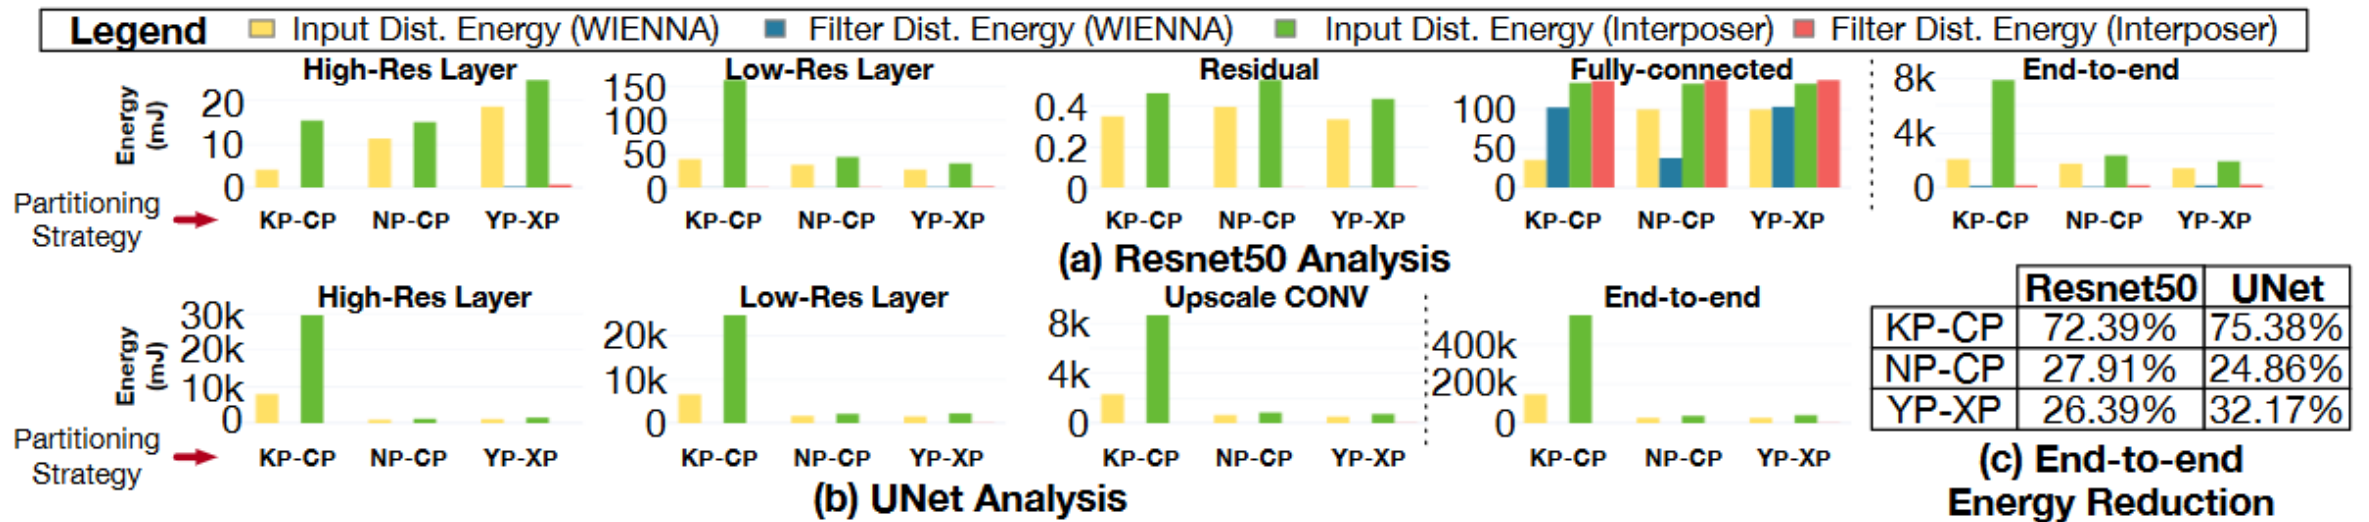 Legend Input Dist. Energy (WIENNA) Filter Dist. Energy (WIENNA) Input Dist. Energy (Interposer) Filter Dist. Energy (Interposer)
High-Res Layer Low-Res Layer Residual Fully-connected End-to-end
Energy
(mJ)
20
10
0
150
100
50
0
0.4
0.2
0
100
50
0
8k
4k
0
Partitioning
Strategy
KP-CP NP-CP YP-XP KP-CP NP-CP YP-XP KP-CP NP-CP YP-XP KP-CP NP-CP YP-XP KP-CP NP-CP YP-XP
(a) Resnet50 Analysis
High-Res Layer Low-Res Layer Upscale CONV End-to-end
Energy
(mJ)
30k
20k
10k
0
20k
10k
0
8k
4k
0
400k
200k
0
Partitioning
Strategy
KP-CP NP-CP YP-XP KP-CP NP-CP YP-XP KP-CP NP-CP YP-XP KP-CP NP-CP YP-XP
(b) UNet Analysis
Resnet50 UNet
KP-CP 72.39% 75.38%
NP-CP 27.91% 24.86%
YP-XP 26.39% 32.17%
(c) End-to-end
Energy Reduction